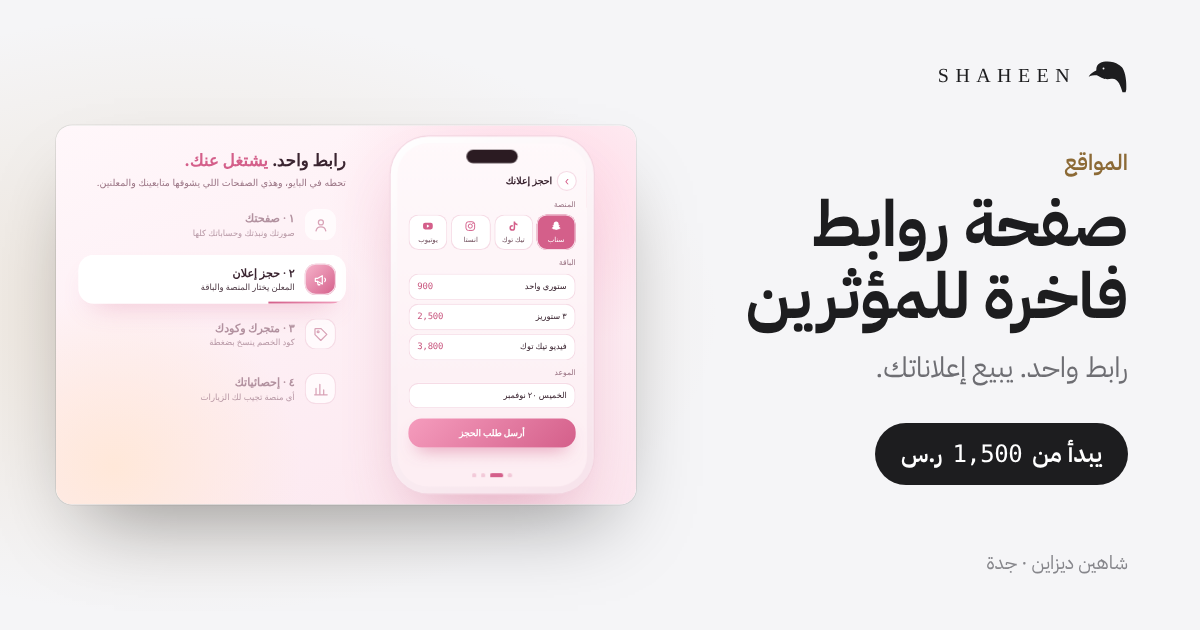 SHAHEEN
المواقع
صفحة روابط
فاخرة للمؤثرين
رابط واحد. يبيع إعلاناتك.
يبدأ من 1,500 ر.س
شاهين ديزاين · جدة
احجز إعلانك
المنصة
سناب
تيك توك
انستا
يوتيوب
الباقة
ستوري واحد 900
٣ ستوريز 2,500
فيديو تيك توك 3,800
الموعد
الخميس ٢٠ نوفمبر
أرسل طلب الحجز
رابط واحد. يشتغل عنك.
تحطه في البايو، وهذي الصفحات اللي يشوفها متابعينك والمعلنين.
١ · صفحتك
صورتك ونبذتك وحساباتك كلها
٢ · حجز إعلان
المعلن يختار المنصة والباقة
٣ · متجرك وكودك
كود الخصم ينسخ بضغطة
٤ · إحصائياتك
أي منصة تجيب لك الزيارات